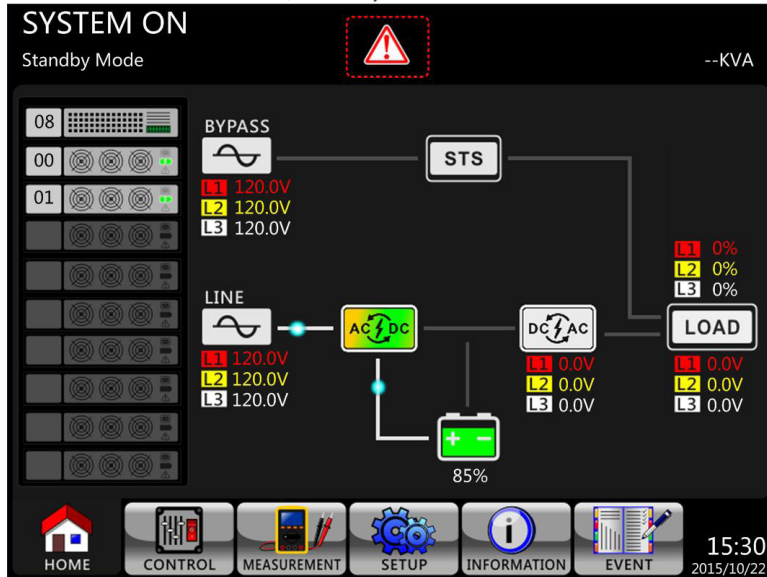 SYSTEM ON
Standby Mode
--KVA
08
00
01
BYPASS
L1 120.0V
L2 120.0V
L3 120.0V
STS
L1 0%
L2 0%
L3 0%
LINE
L1 120.0V
L2 120.0V
L3 120.0V
AC DC
DC AC
L1 0.0V
L2 0.0V
L3 0.0V
LOAD
L1 0.0V
L2 0.0V
L3 0.0V
+ −
85%
HOME
CONTROL
MEASUREMENT
SETUP
i
INFORMATION
EVENT
15:30
2015/10/22